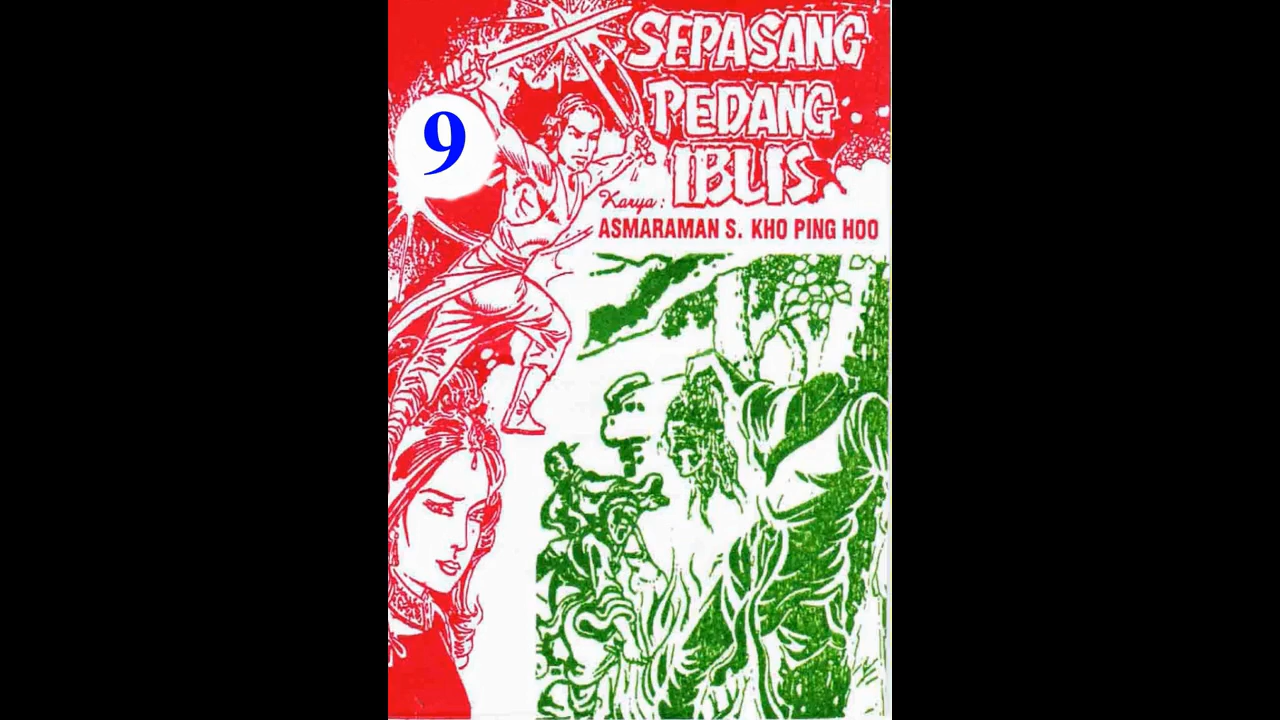 SEPASANG
PEDANG
IBLIS
9
Karya :
ASMARAMAN S. KHO PING HOO